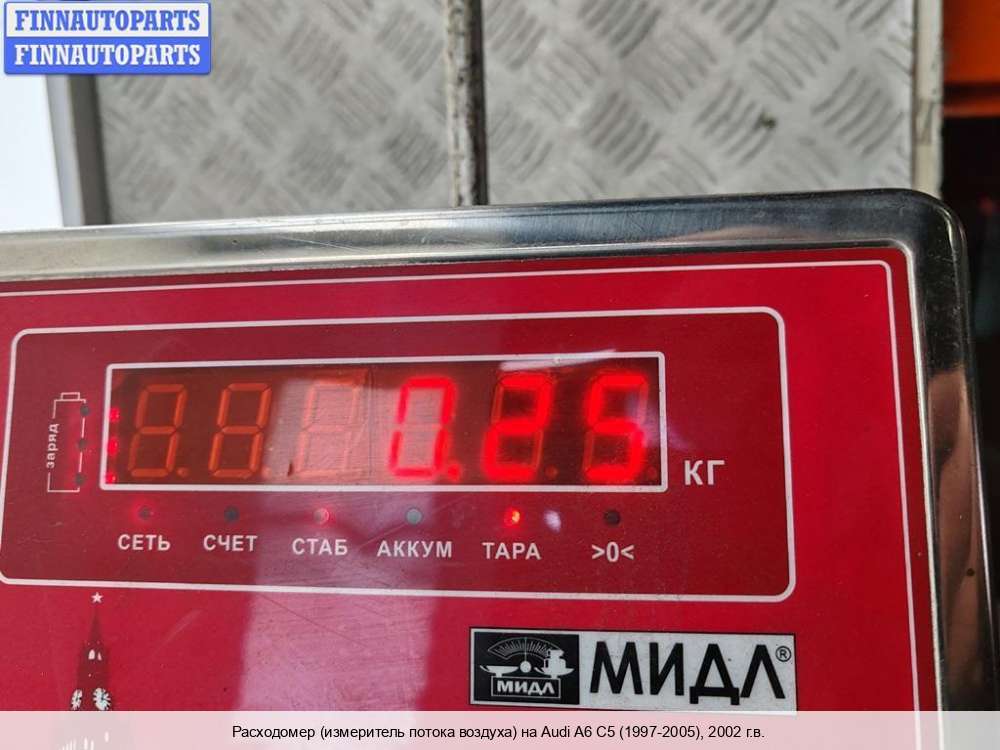 FINNAUTOPARTS
FINNAUTOPARTS
заряд
0.25 КГ
СЕТЬ СЧЕТ СТАБ АККУМ ТАРА >0<
МИДЛ
МИДЛ®
Расходомер (измеритель потока воздуха) на Audi A6 C5 (1997-2005), 2002 г.в.